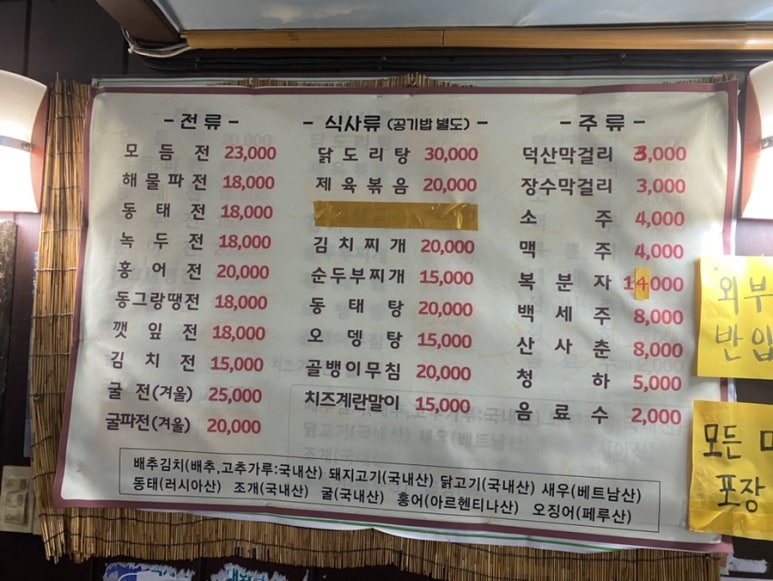 - 전류 -
모듬전 23,000
해물파전 18,000
동태전 18,000
녹두전 18,000
홍어전 20,000
동그랑땡전 18,000
깻잎전 18,000
김치전 15,000
굴전(겨울) 25,000
굴파전(겨울) 20,000
- 식사류 (공기밥 별도) -
닭도리탕 30,000
제육볶음 20,000
김치찌개 20,000
순두부찌개 15,000
동태탕 20,000
오뎅탕 15,000
골뱅이무침 20,000
치즈계란말이 15,000
- 주류 -
덕산막걸리 3,000
장수막걸리 3,000
소주 4,000
맥주 4,000
복분자 14000
백세주 8,000
산사춘 8,000
청하 5,000
음료수 2,000
배추김치(배추,고추가루:국내산) 돼지고기(국내산) 닭고기(국내산) 새우(베트남산)
동태(러시아산) 조개(국내산) 굴(국내산) 홍어(아르헨티나산) 오징어(페루산)
외부
반입
모든
포장